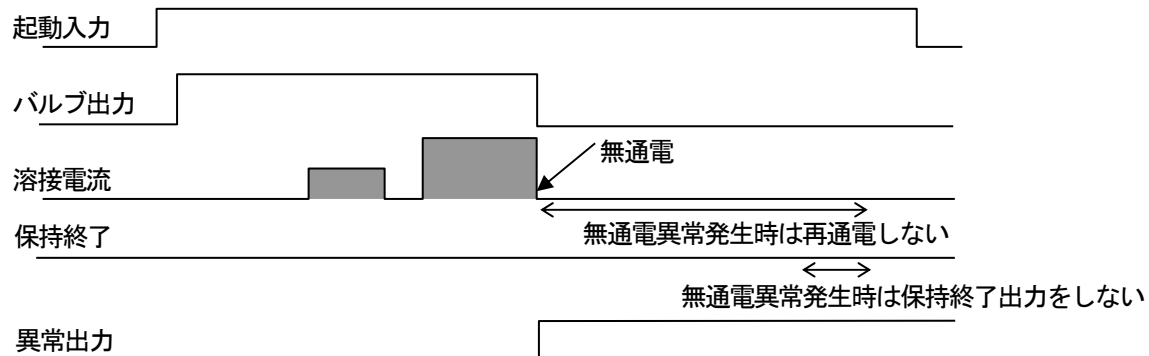 起動入力
バルブ出力
無通電
溶接電流
保持終了
無通電異常発生時は再通電しない
無通電異常発生時は保持終了出力をしない
異常出力